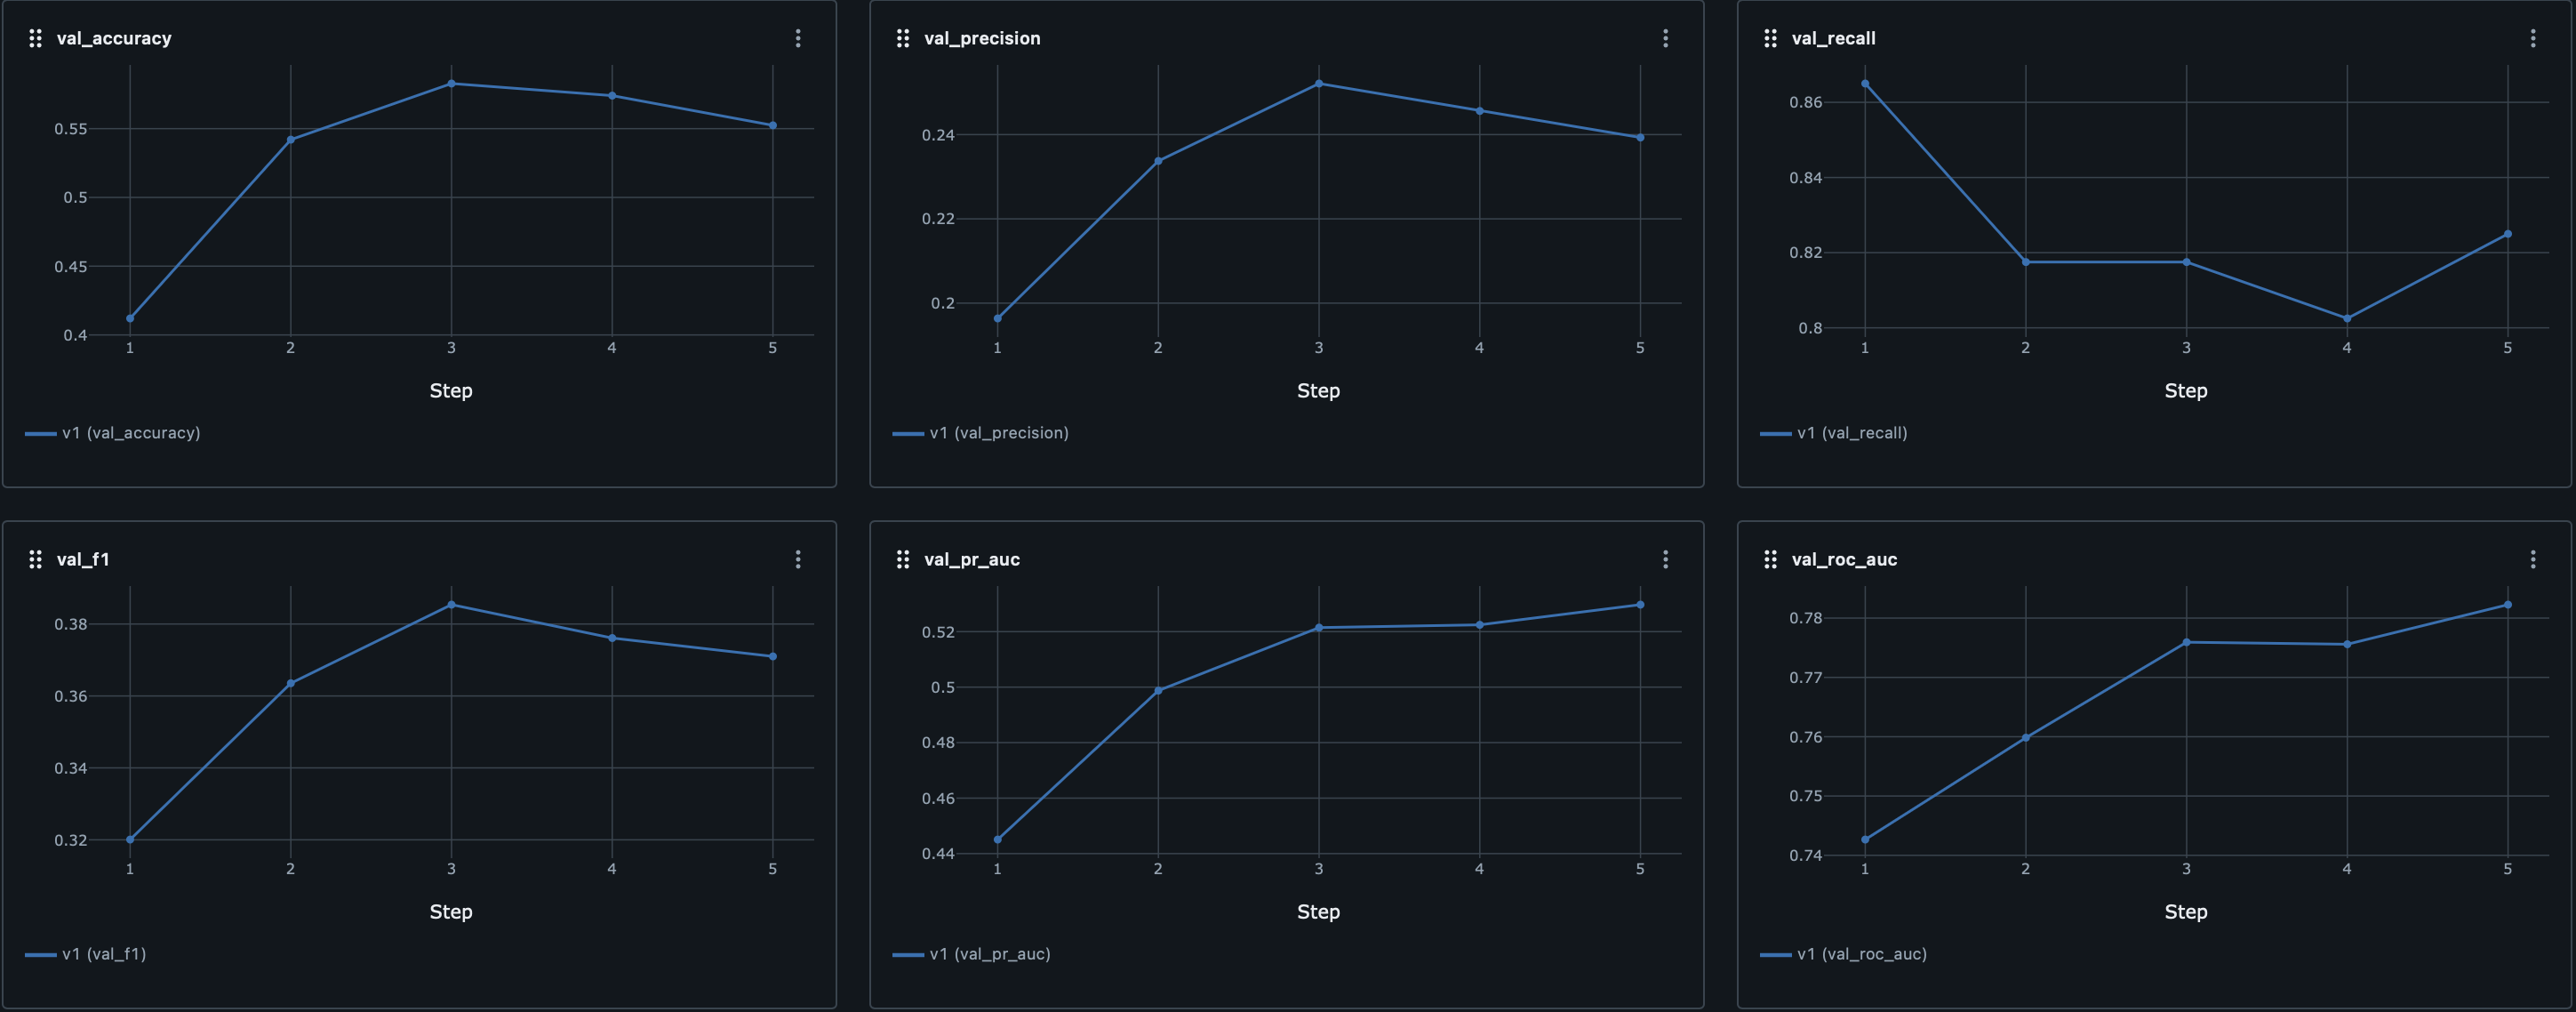 val_accuracy
0.55
0.5
0.45
0.4
1 2 3 4 5
Step
v1 (val_accuracy)
val_precision
0.24
0.22
0.2
1 2 3 4 5
Step
v1 (val_precision)
val_recall
0.86
0.84
0.82
0.8
1 2 3 4 5
Step
v1 (val_recall)
val_f1
0.38
0.36
0.34
0.32
1 2 3 4 5
Step
v1 (val_f1)
val_pr_auc
0.52
0.5
0.48
0.46
0.44
1 2 3 4 5
Step
v1 (val_pr_auc)
val_roc_auc
0.78
0.77
0.76
0.75
0.74
1 2 3 4 5
Step
v1 (val_roc_auc)